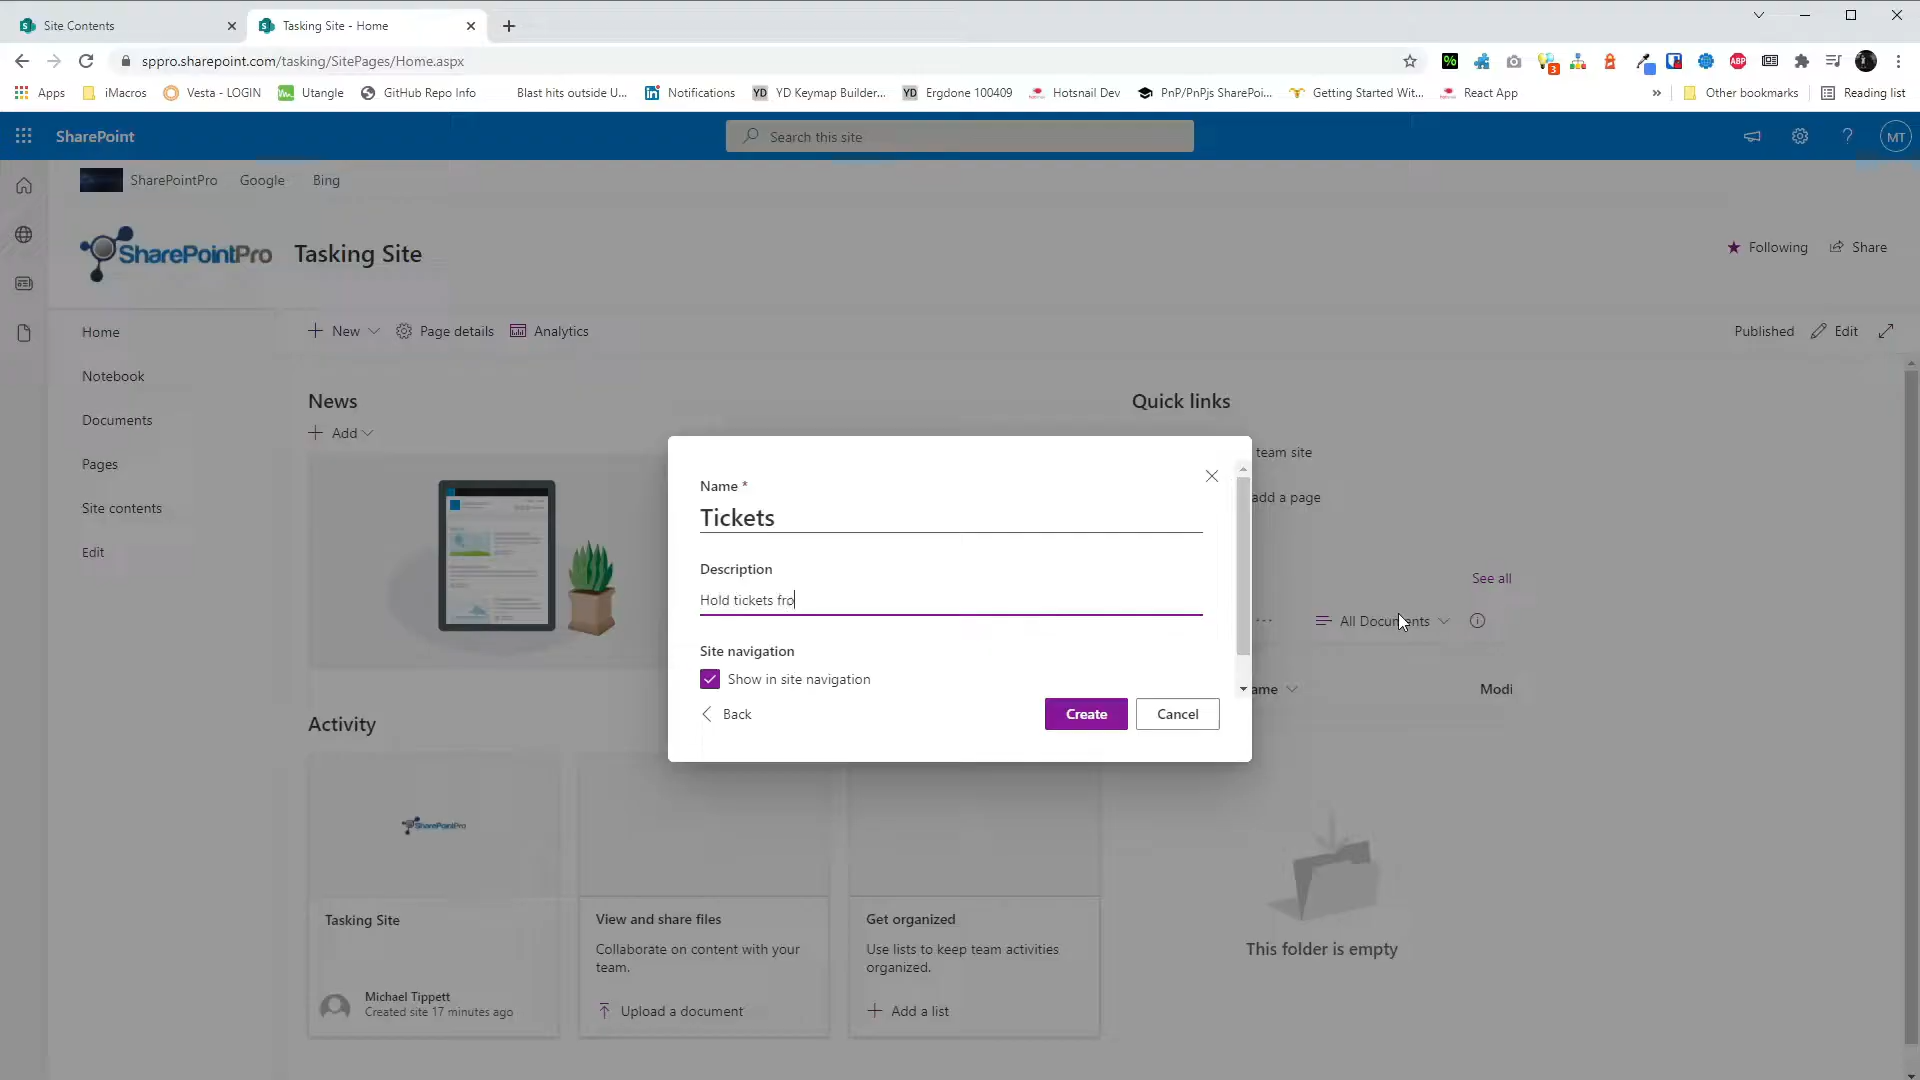 Site Contents
Tasking Site - Home
sppro.sharepoint.com/tasking/SitePages/Home.aspx
%
3
ABP
Apps
iMacros
Vesta - LOGIN
Utangle
GitHub Repo Info
Blast hits outside U...
Notifications
YD YD Keymap Builder...
YD Ergdone 100409
Hotsnail Dev
PnP/PnPjs SharePoi...
Getting Started Wit...
React App
»
Other bookmarks
Reading list
SharePoint
Search this site
?
MT
SharePointPro
Google
Bing
SharePointPro
Tasking Site
Following
Share
Home
Notebook
Documents
Pages
Site contents
Edit
New
Page details
Analytics
Published
Edit
News
Add
Quick links
team site
add a page
See all
All Documents
ame
Modi
This folder is empty
Name *
Tickets
Description
Hold tickets fro
Site navigation
Show in site navigation
Back
Create
Cancel
Activity
SharePointPro
Tasking Site
Michael Tippett
Created site 17 minutes ago
View and share files
Collaborate on content with your
team.
Upload a document
Get organized
Use lists to keep team activities
organized.
Add a list